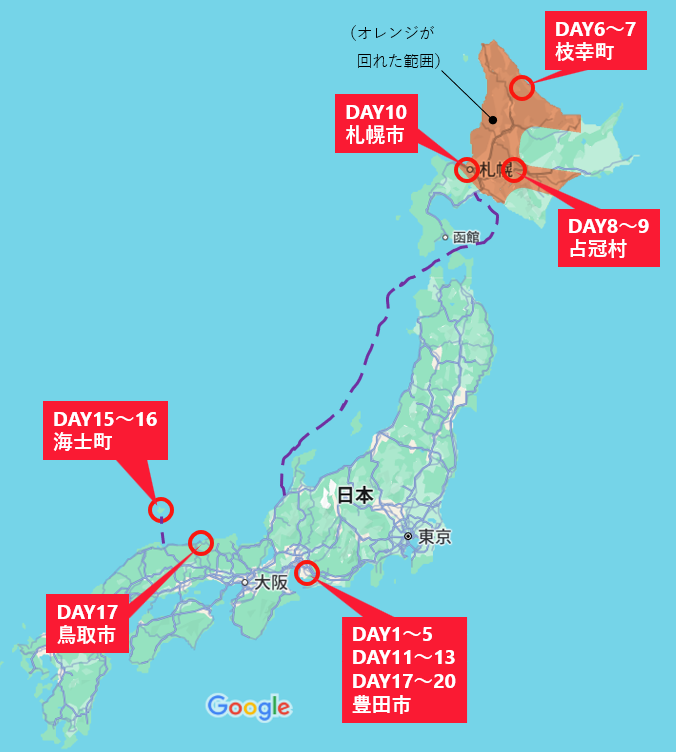 (オレンジが
回れた範囲)
DAY6～7
枝幸町
DAY10
札幌市
札幌
DAY8～9
占冠村
函館
DAY15～16
海士町
日本
東京
大阪
DAY17
鳥取市
DAY1～5
DAY11～13
DAY17～20
豊田市
Google